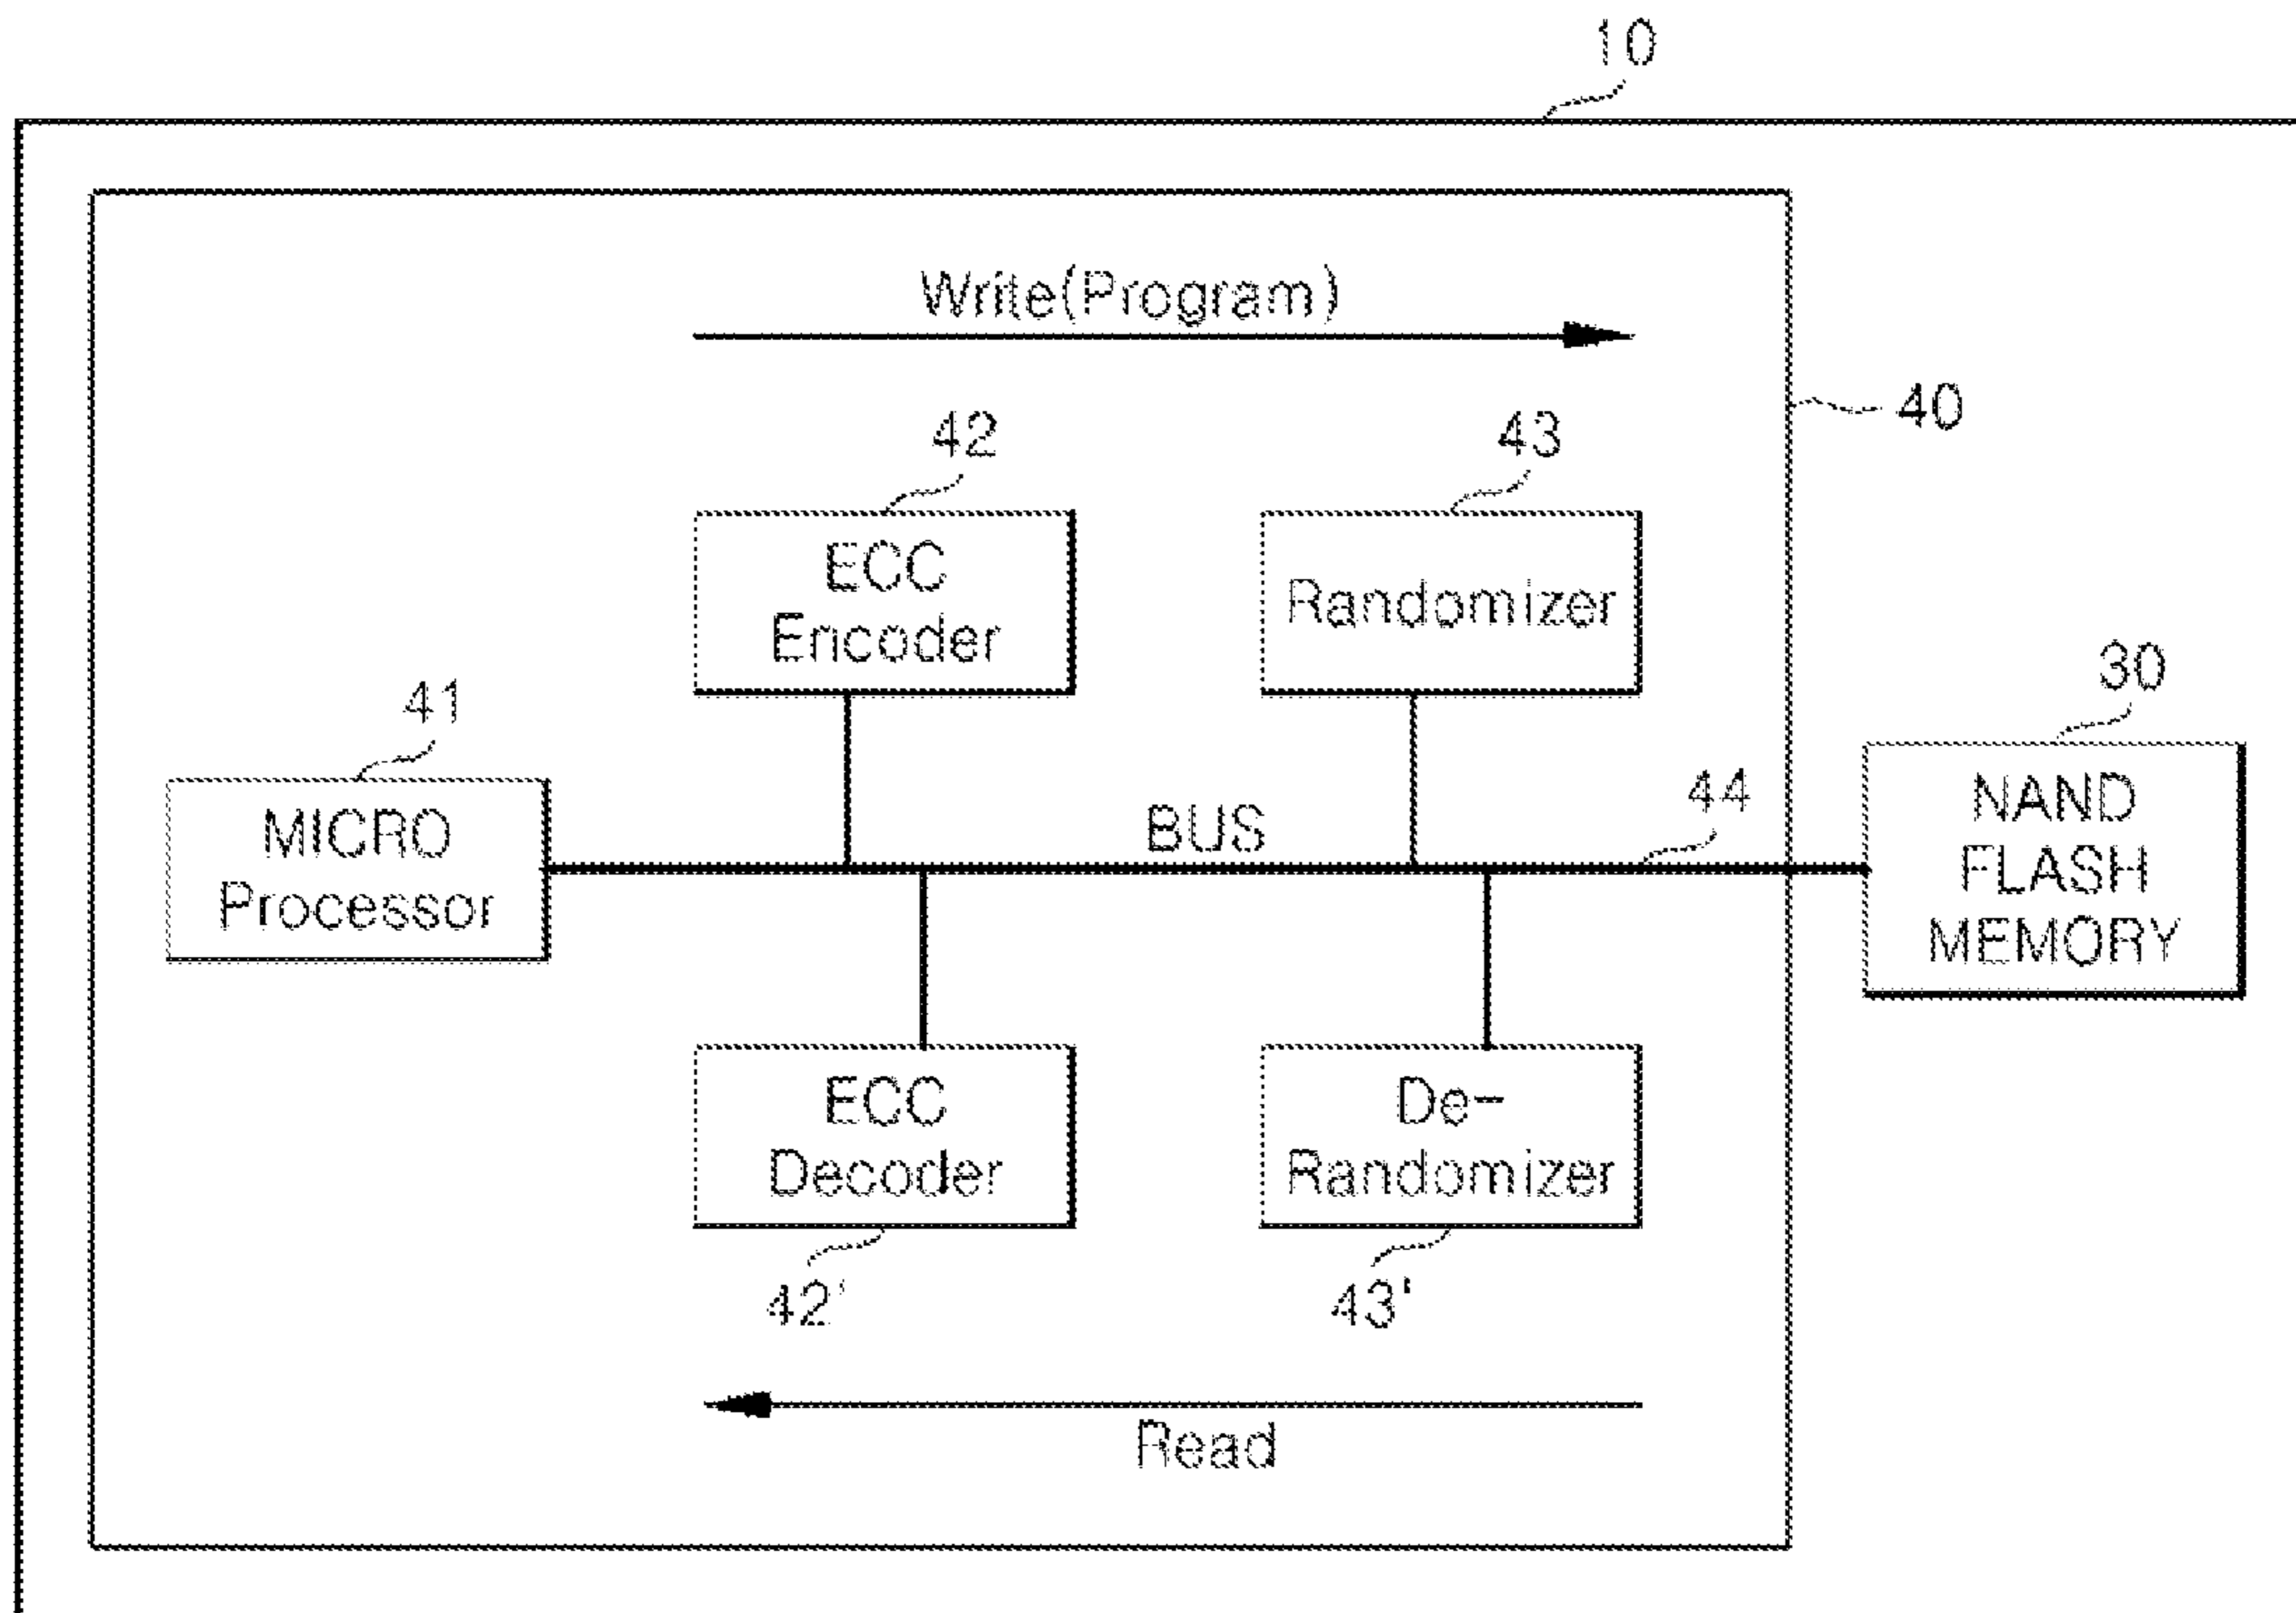 10
Write(Program)
40
42
43
ECC
Encoder
Randomizer
41
30
MICRO
Processor
BUS
44
NAND
FLASH
MEMORY
ECC
Decoder
De-
Randomizer
42'
43'
Read